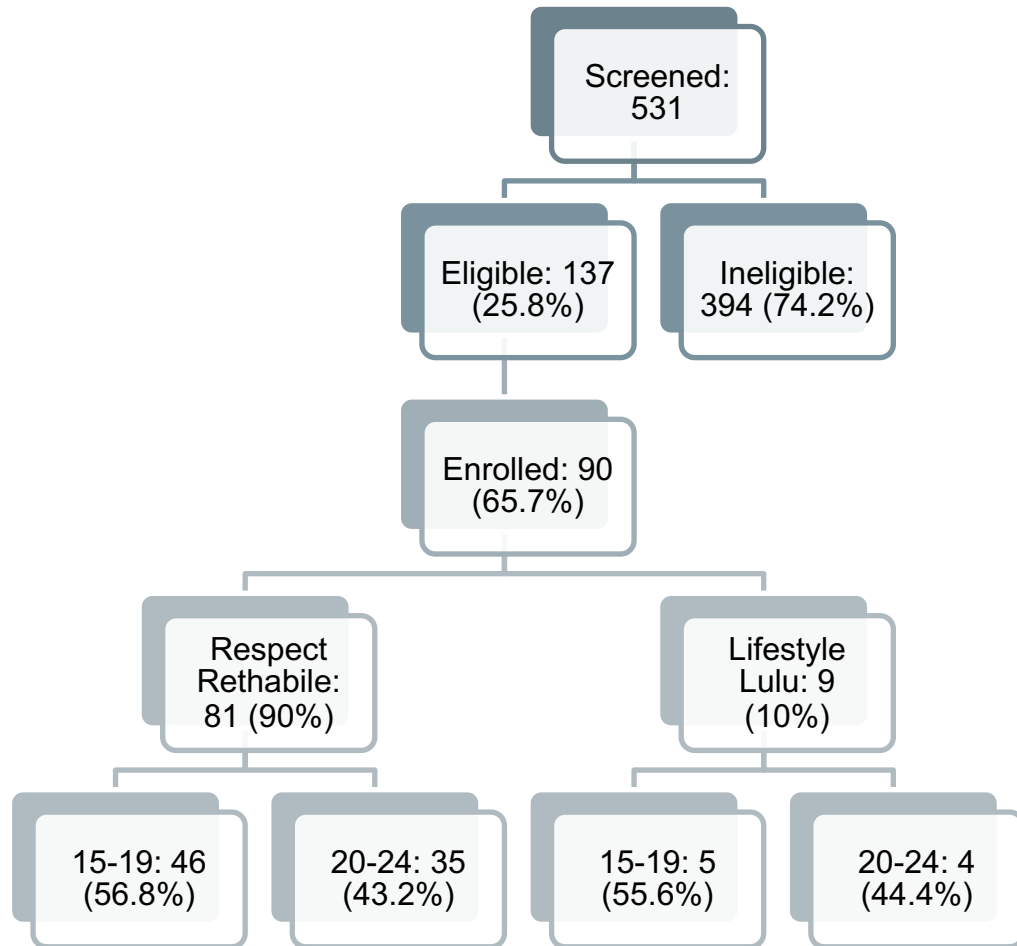 Screened:
531
Eligible: 137
(25.8%)
Ineligible:
394 (74.2%)
Enrolled: 90
(65.7%)
Respect
Rethabile:
81 (90%)
Lifestyle
Lulu: 9
(10%)
15-19: 46
(56.8%)
20-24: 35
(43.2%)
15-19: 5
(55.6%)
20-24: 4
(44.4%)